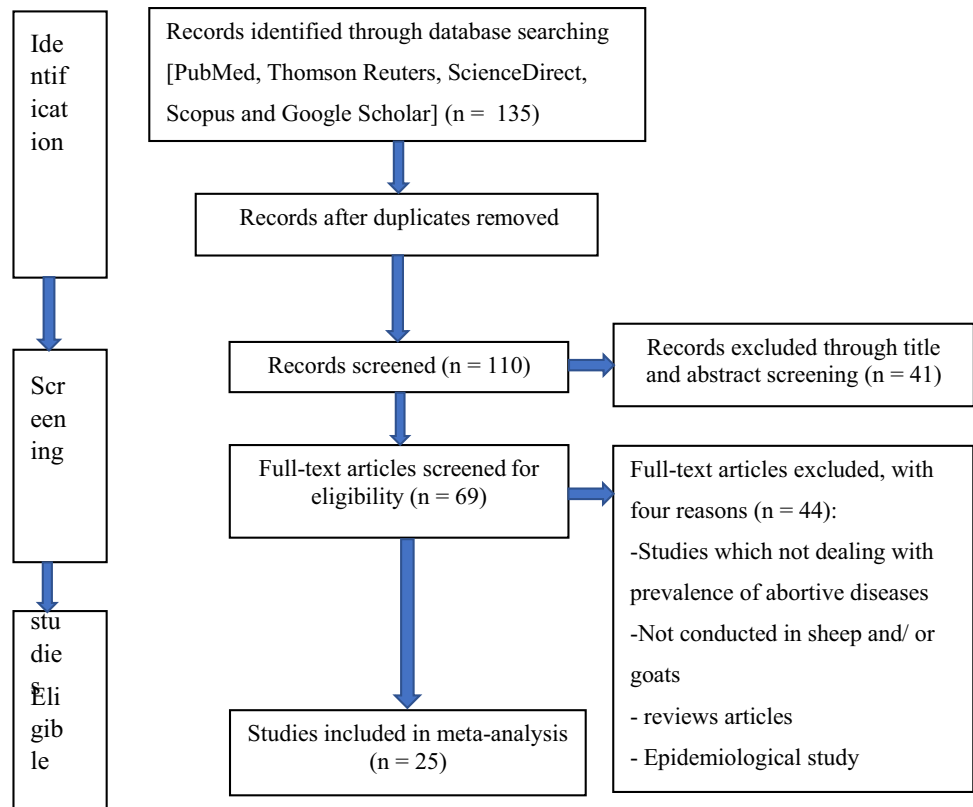 Ide
ntif
icat
ion
Records identified through database searching
[PubMed, Thomson Reuters, ScienceDirect,
Scopus and Google Scholar] (n = 135)
Records after duplicates removed
Scr
een
ing
Records screened (n = 110)
Records excluded through title
and abstract screening (n = 41)
Full-text articles screened for
eligibility (n = 69)
Full-text articles excluded, with
four reasons (n = 44):
-Studies which not dealing with
prevalence of abortive diseases
-Not conducted in sheep and/ or
goats
- reviews articles
- Epidemiological study
studie
s
Eli
gib
le
Studies included in meta-analysis
(n = 25)